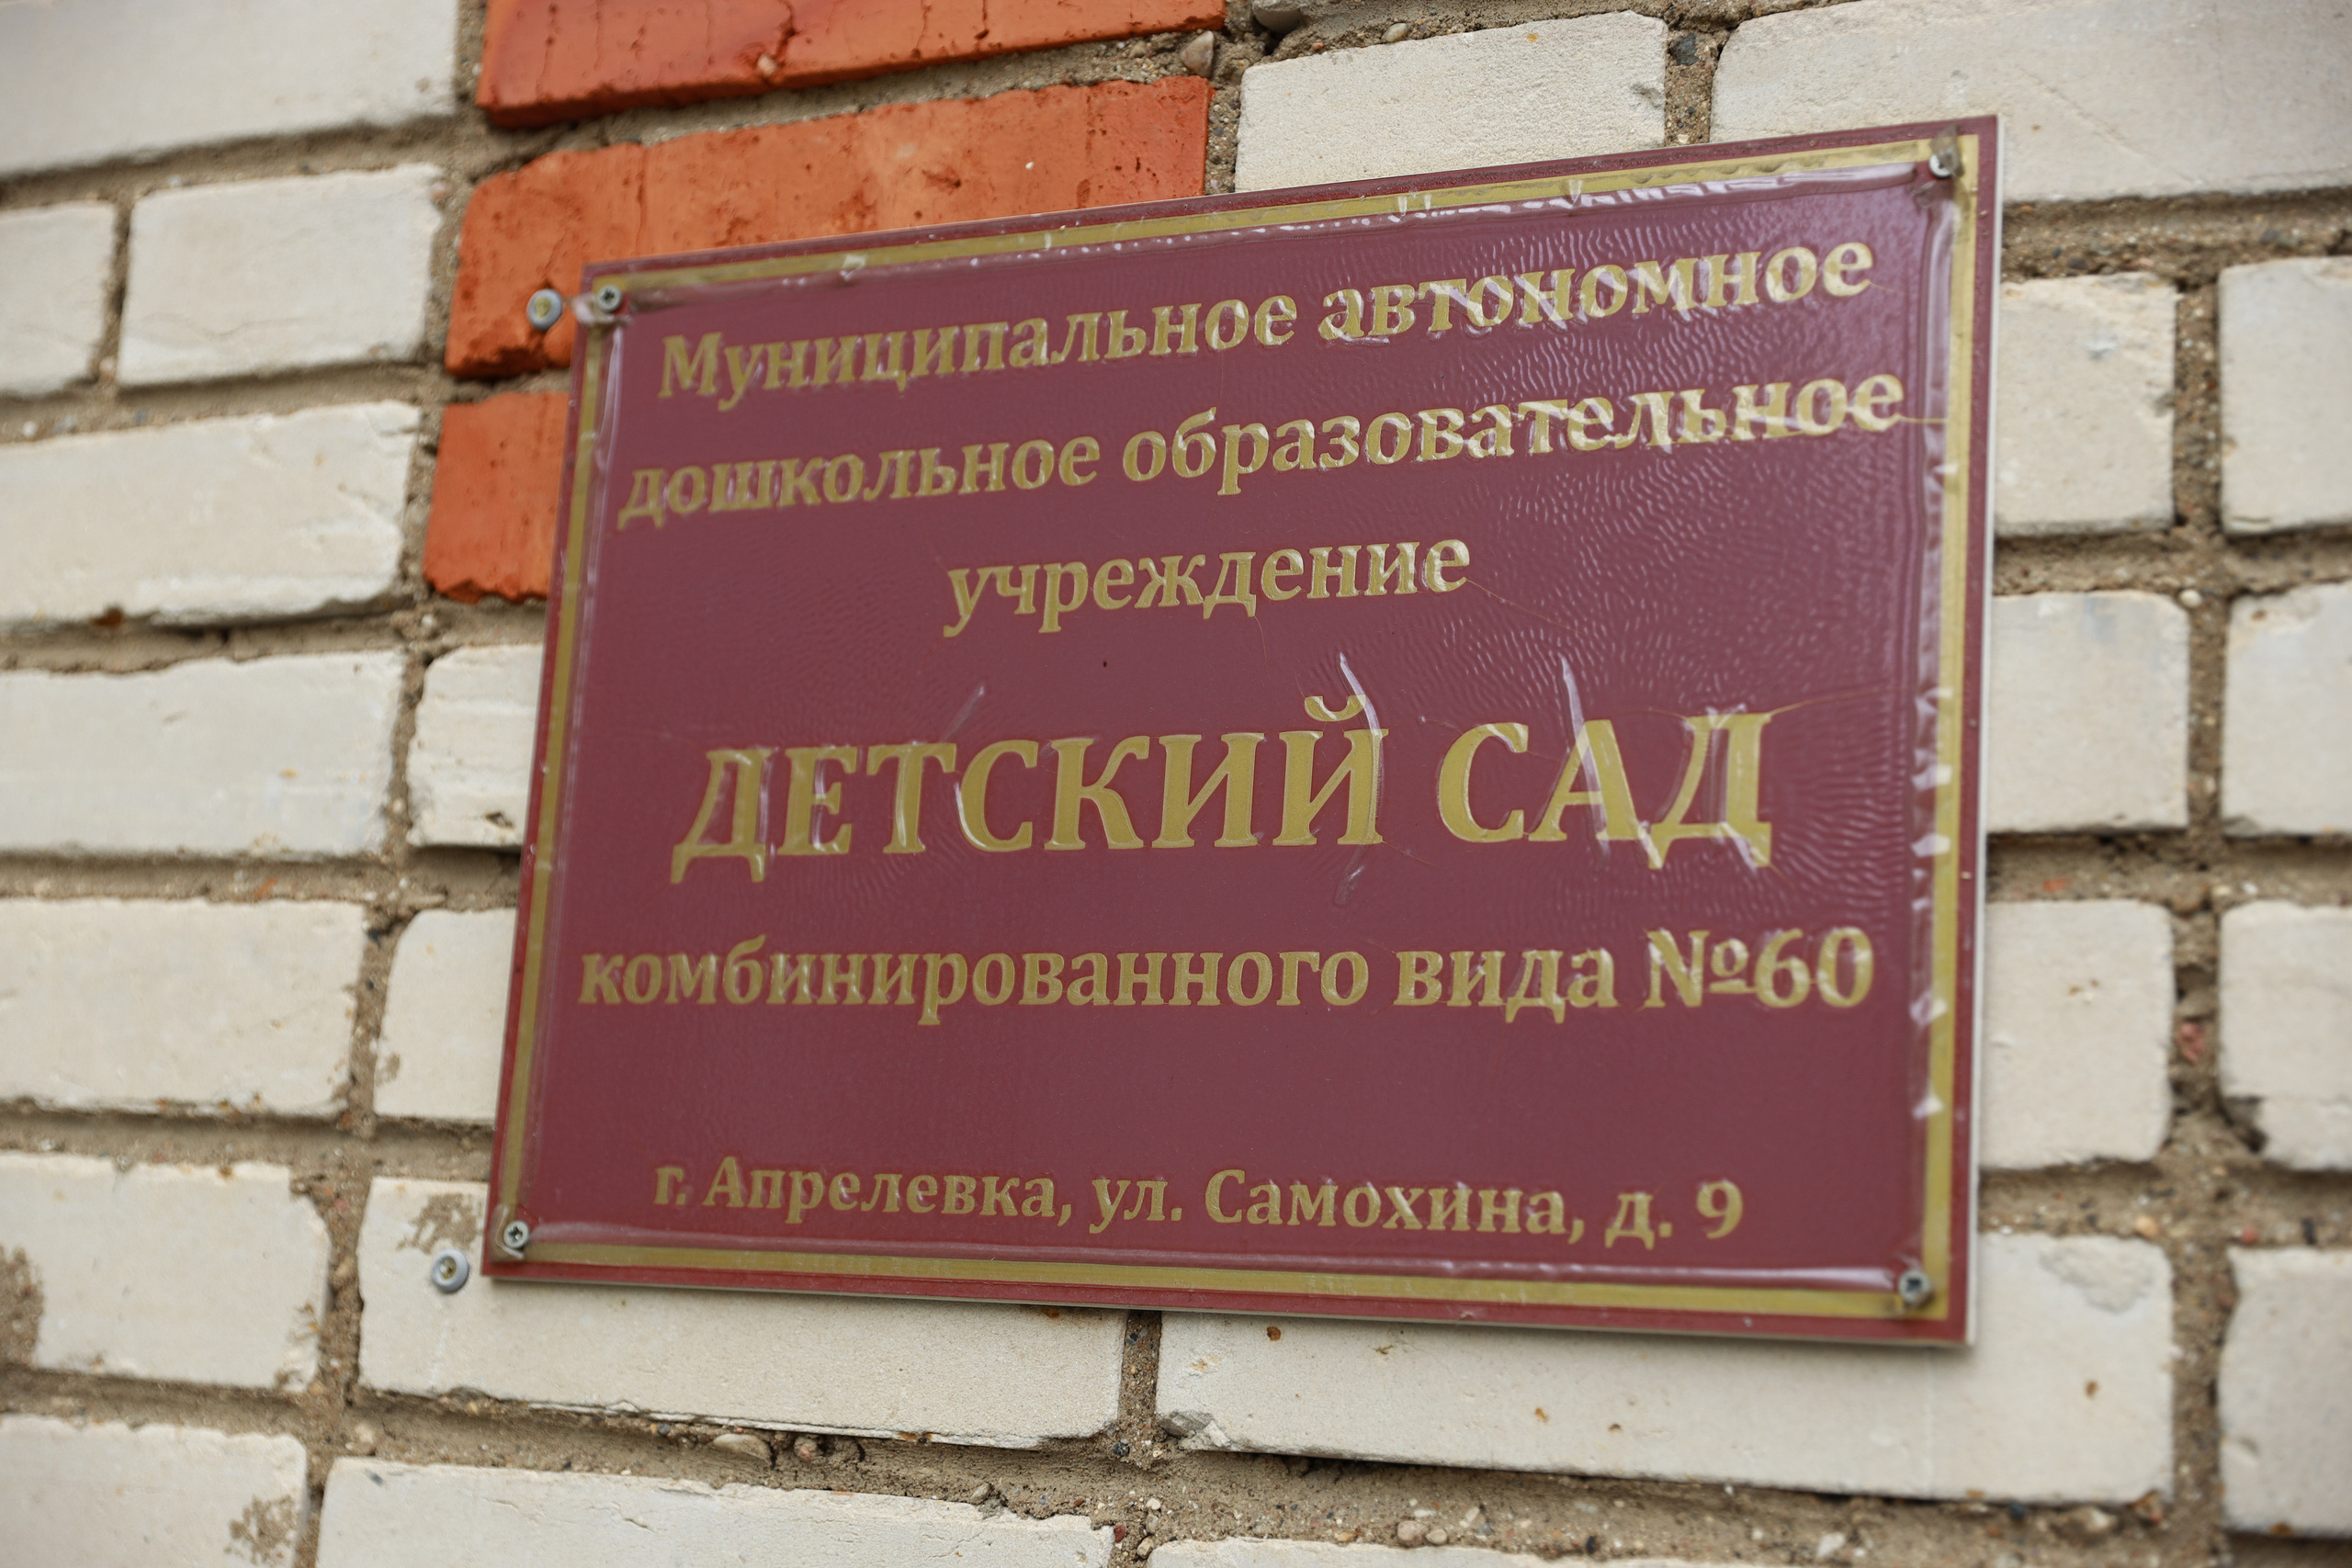 Муниципальное автономное
дошкольное образовательное
учреждение
ДЕТСКИЙ САД
комбинированного вида №60
г. Апрелевка, ул. Самохина, д. 9